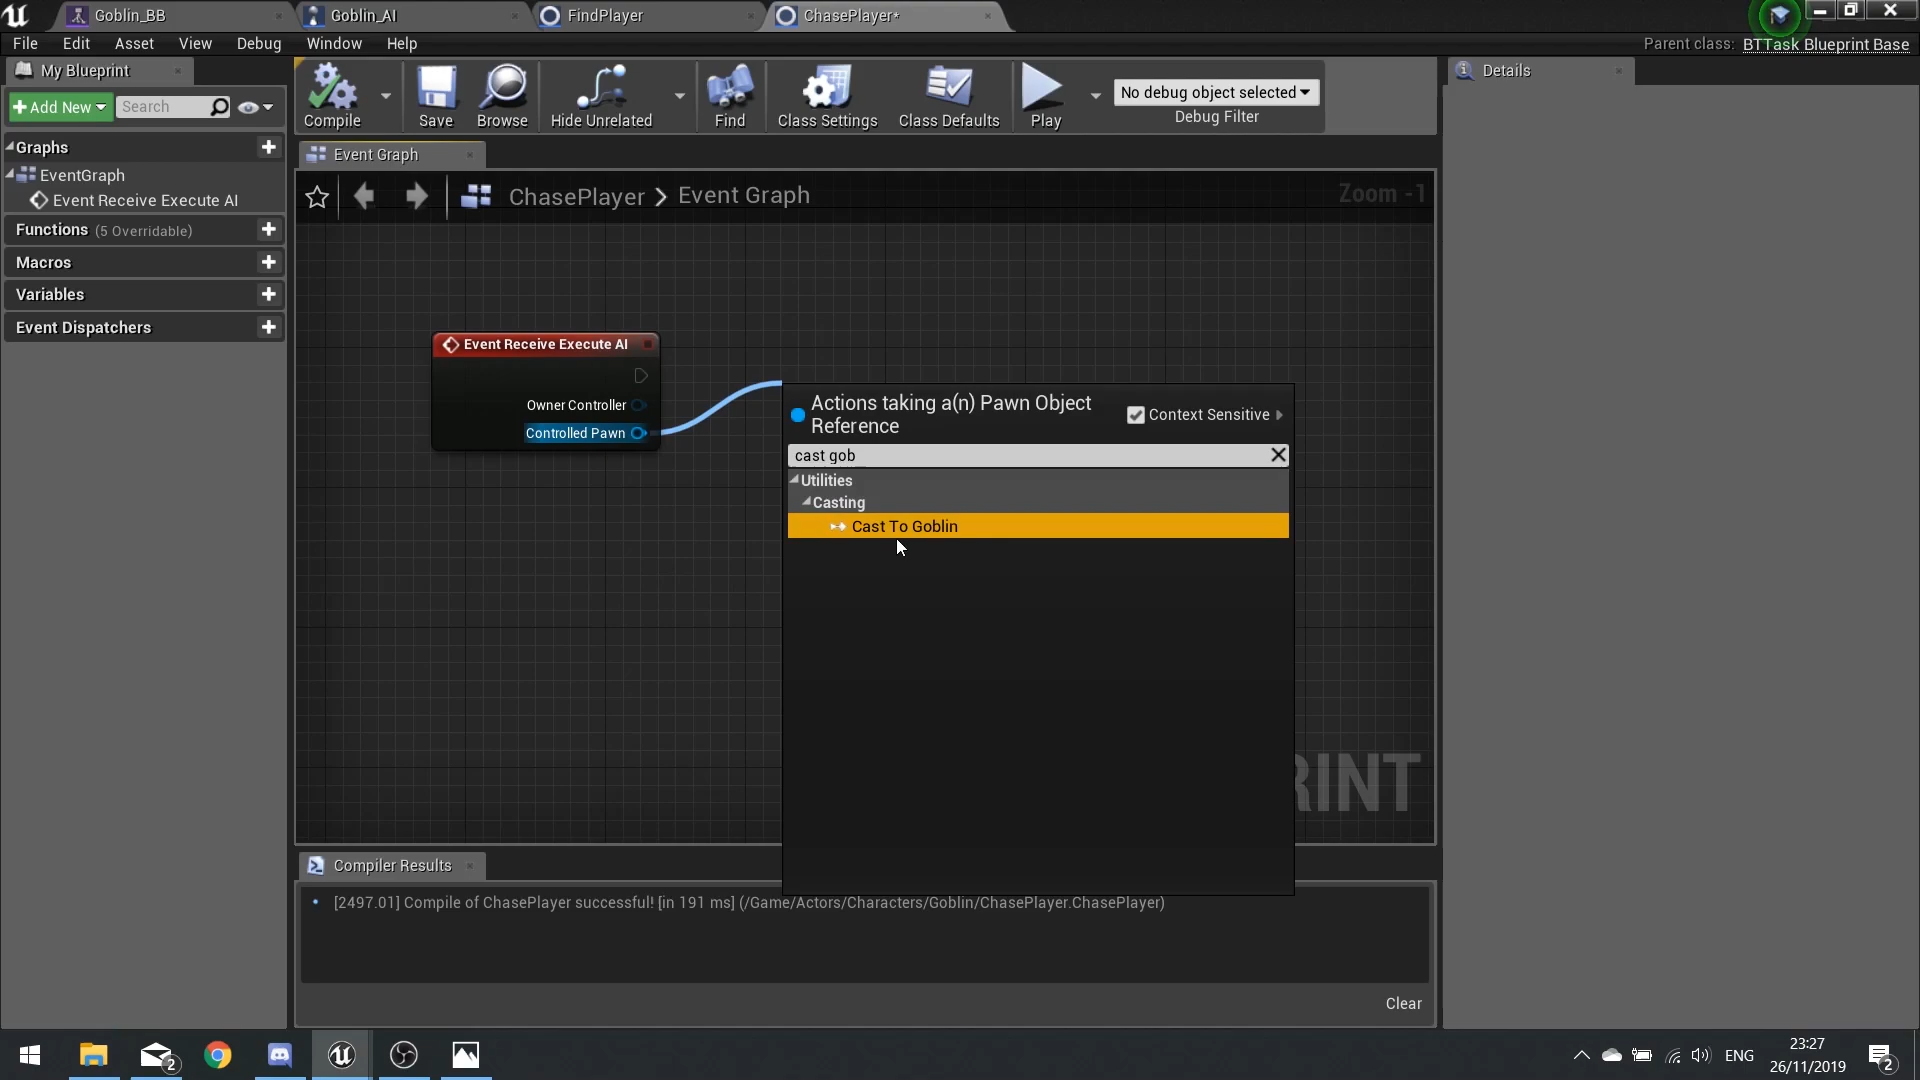 Goblin_BB
Goblin_AI
FindPlayer
ChasePlayer*
File Edit Asset View Debug Window Help
Parent class: BTTask Blueprint Base
My Blueprint
Details
Add New
Search
Compile
Save
Browse
Hide Unrelated
Find
Class Settings
Class Defaults
Play
No debug object selected
Debug Filter
Graphs
EventGraph
Event Receive Execute AI
Functions (5 Overridable)
Macros
Variables
Event Dispatchers
Event Graph
ChasePlayer > Event Graph
Zoom -1
Event Receive Execute AI
Owner Controller
Controlled Pawn
Actions taking a(n) Pawn Object
Reference
Context Sensitive
cast gob
Utilities
Casting
Cast To Goblin
RINT
Compiler Results
[2497.01] Compile of ChasePlayer successful! [in 191 ms] (/Game/Actors/Characters/Goblin/ChasePlayer.ChasePlayer)
Clear
2
ENG
23:27
26/11/2019
2